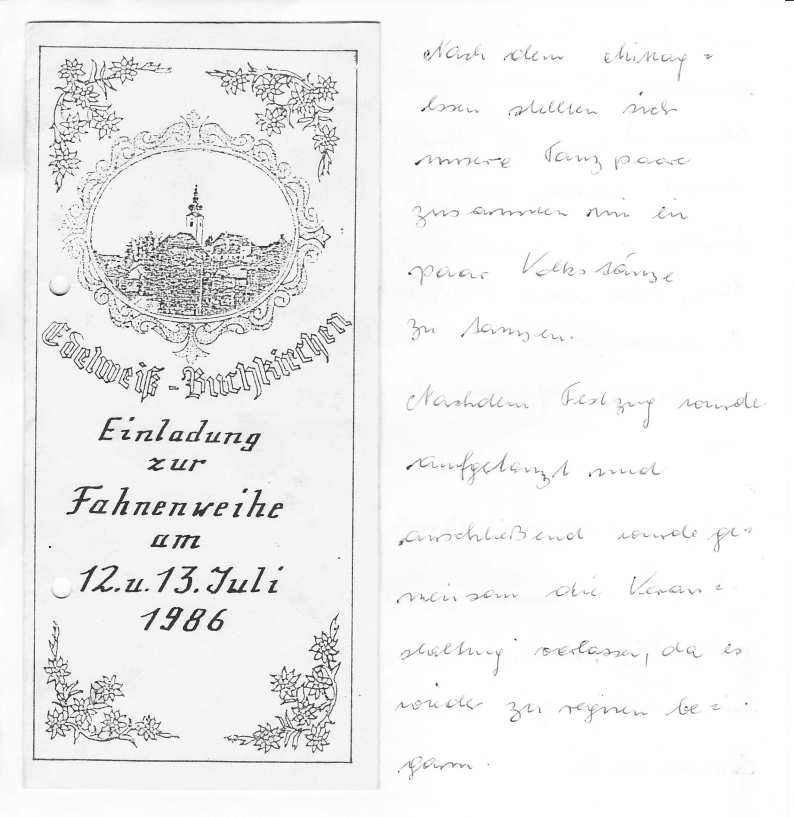 Edelweiß-Buchkirchen
Einladung
zur
Fahnenweihe
am
12.u.13.Juli
1986
Nach dem Mittag=
essen stellten sich
unsere Tanzpaare
zusammen um ein
paar Volkstänze
zu tanzen.
Nachdem Festzug wurde
aufgetanzt und
anschließend wurde ge=
meinsam die Veran=
staltung verlassen, da es
wieder zu regnen be=
gann.